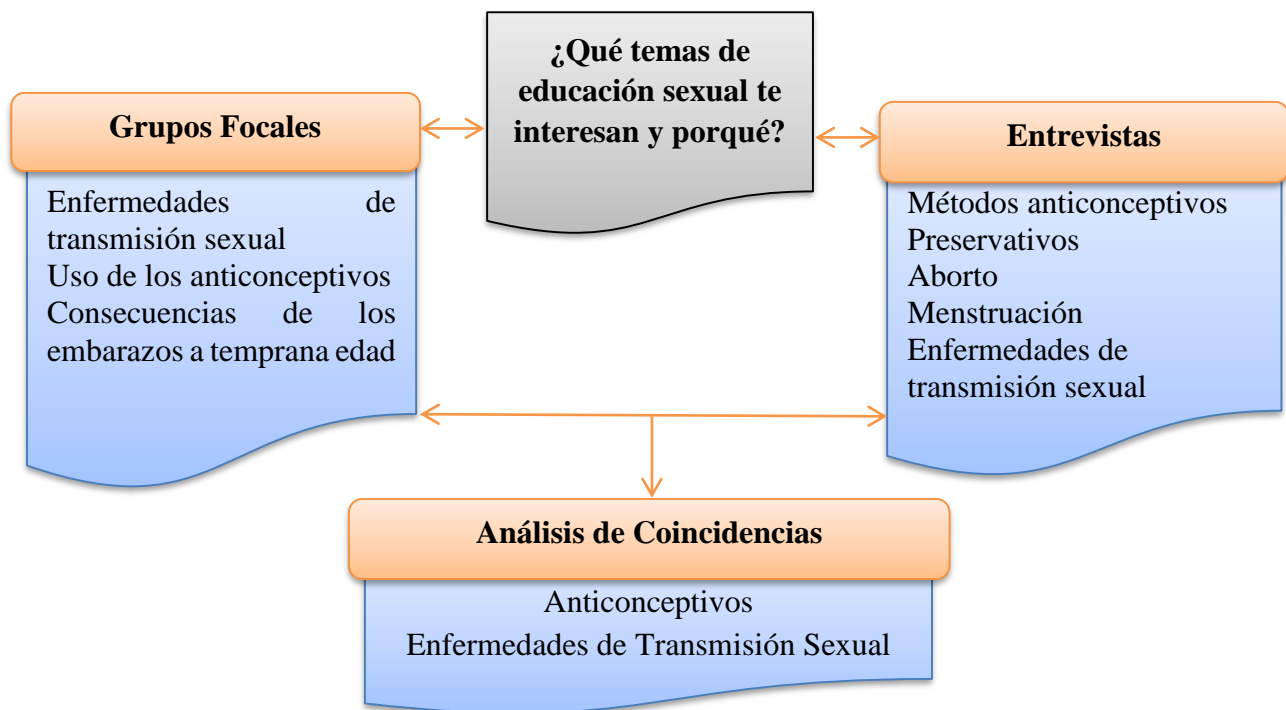 ¿Qué temas de
educación sexual te
interesan y porqué?
Grupos Focales
Enfermedades de
transmisión sexual
Uso de los anticonceptivos
Consecuencias de los
embarazos a temprana edad
Entrevistas
Métodos anticonceptivos
Preservativos
Aborto
Menstruación
Enfermedades de
transmisión sexual
Análisis de Coincidencias
Anticonceptivos
Enfermedades de Transmisión Sexual